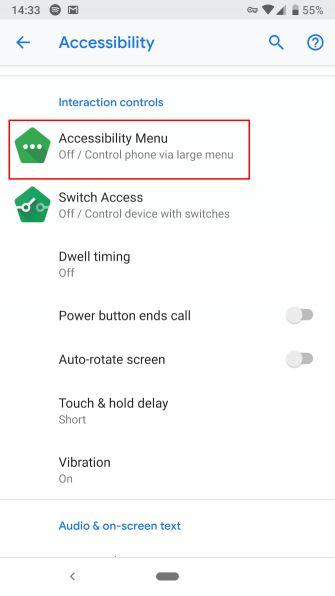 14:33
55%
Accessibility
Interaction controls
Accessibility Menu
Off / Control phone via large menu
Switch Access
Off / Control device with switches
Dwell timing
Off
Power button ends call
Auto-rotate screen
Touch & hold delay
Short
Vibration
On
Audio & on-screen text